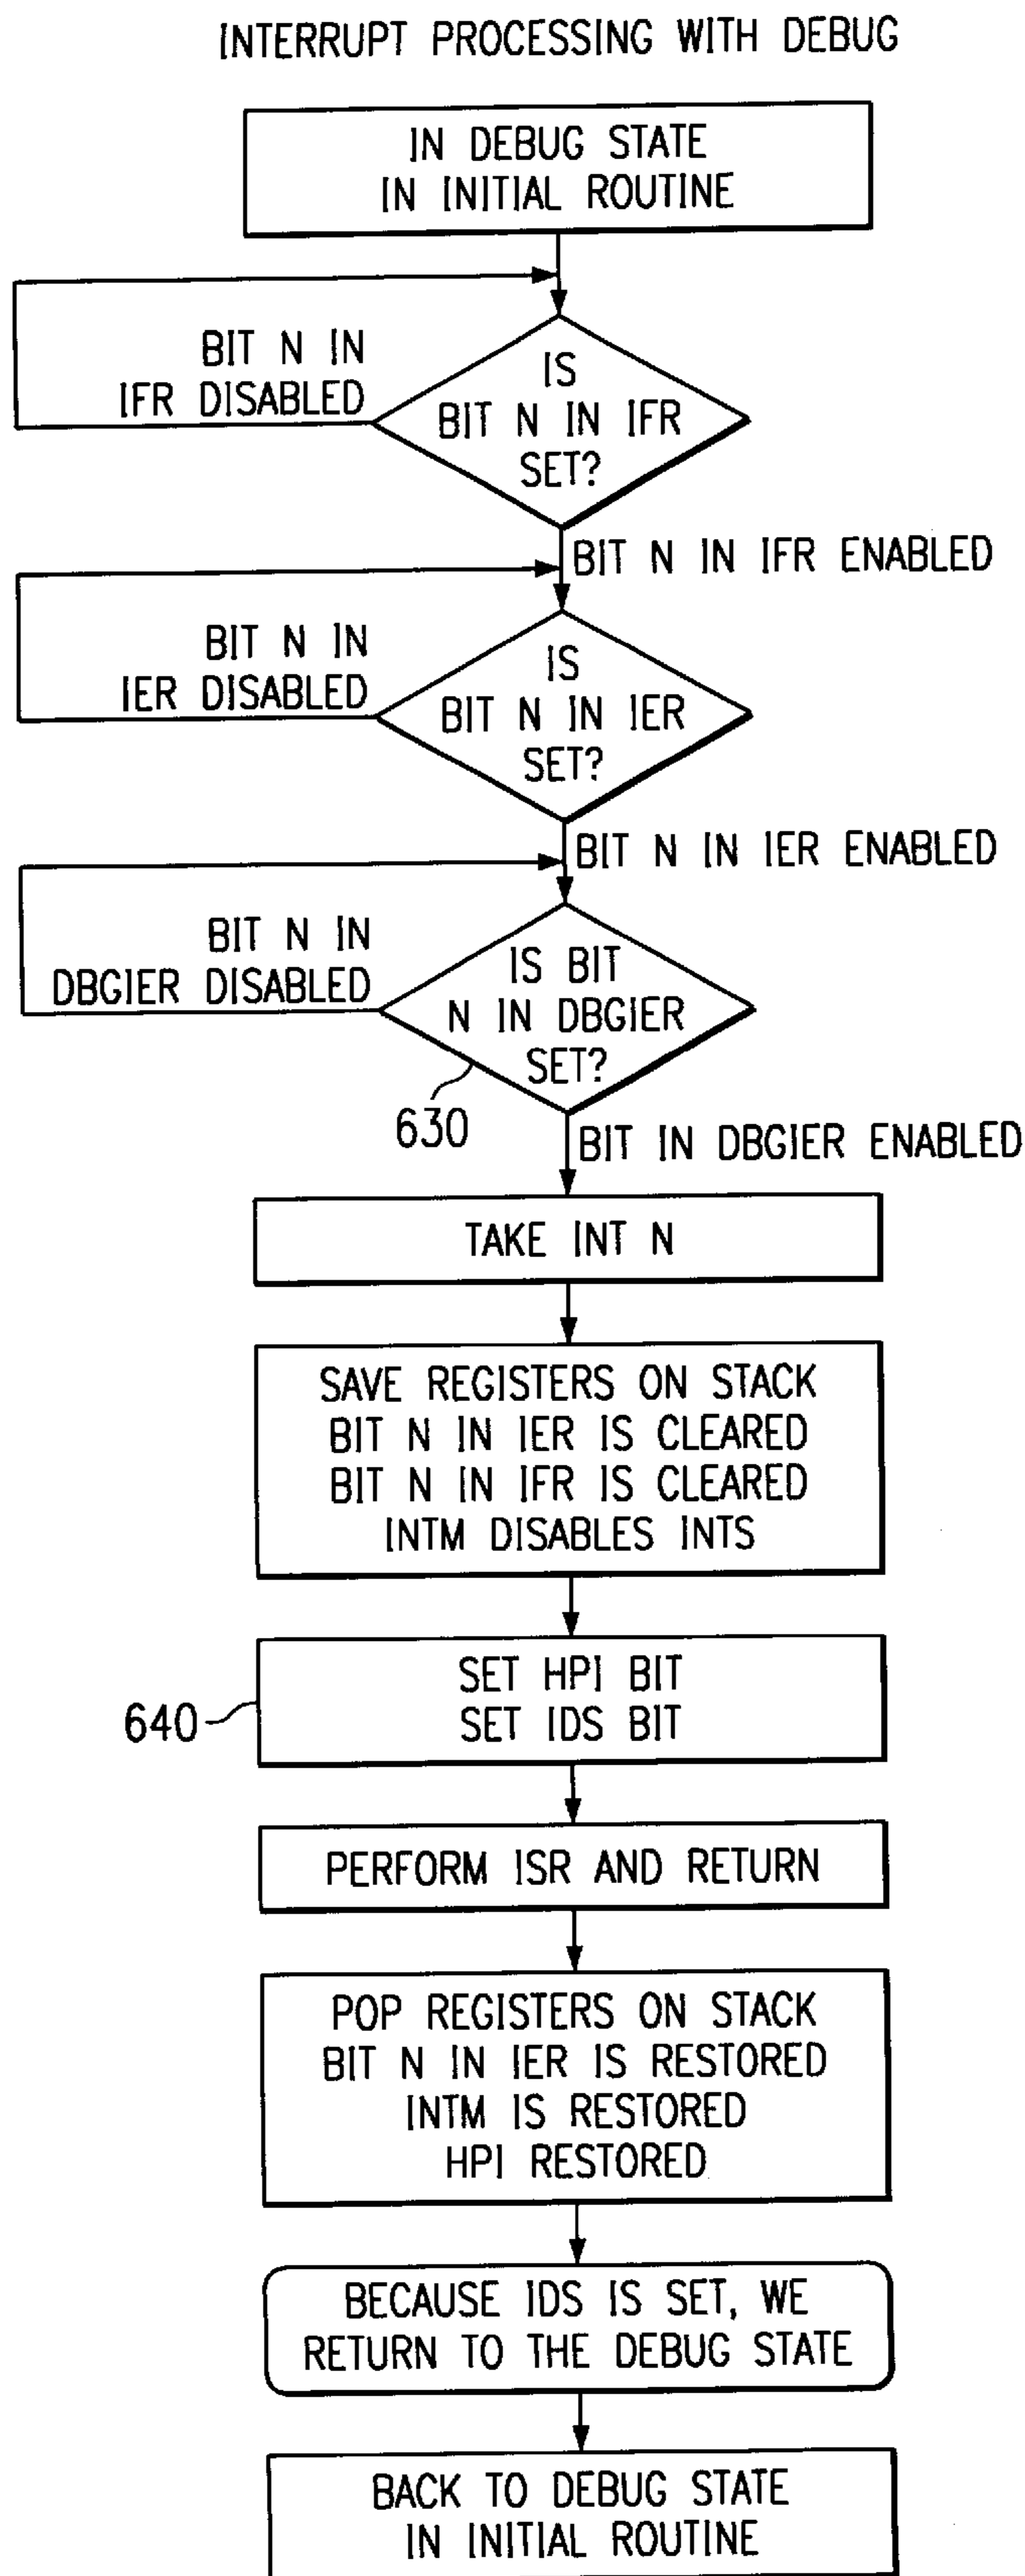 INTERRUPT PROCESSING WITH DEBUG
IN DEBUG STATE
IN INITIAL ROUTINE
BIT N IN
IFR DISABLED
IS
BIT N IN IFR
SET?
BIT N IN IFR ENABLED
BIT N IN
IER DISABLED
IS
BIT N IN IER
SET?
BIT N IN IER ENABLED
BIT N IN
DBGIER DISABLED
IS BIT
N IN DBGIER
SET?
630
BIT IN DBGIER ENABLED
TAKE INT N
SAVE REGISTERS ON STACK
BIT N IN IER IS CLEARED
BIT N IN IFR IS CLEARED
INTM DISABLES INTS
640
SET HPI BIT
SET IDS BIT
PERFORM ISR AND RETURN
POP REGISTERS ON STACK
BIT N IN IER IS RESTORED
INTM IS RESTORED
HPI RESTORED
BECAUSE IDS IS SET, WE
RETURN TO THE DEBUG STATE
BACK TO DEBUG STATE
IN INITIAL ROUTINE